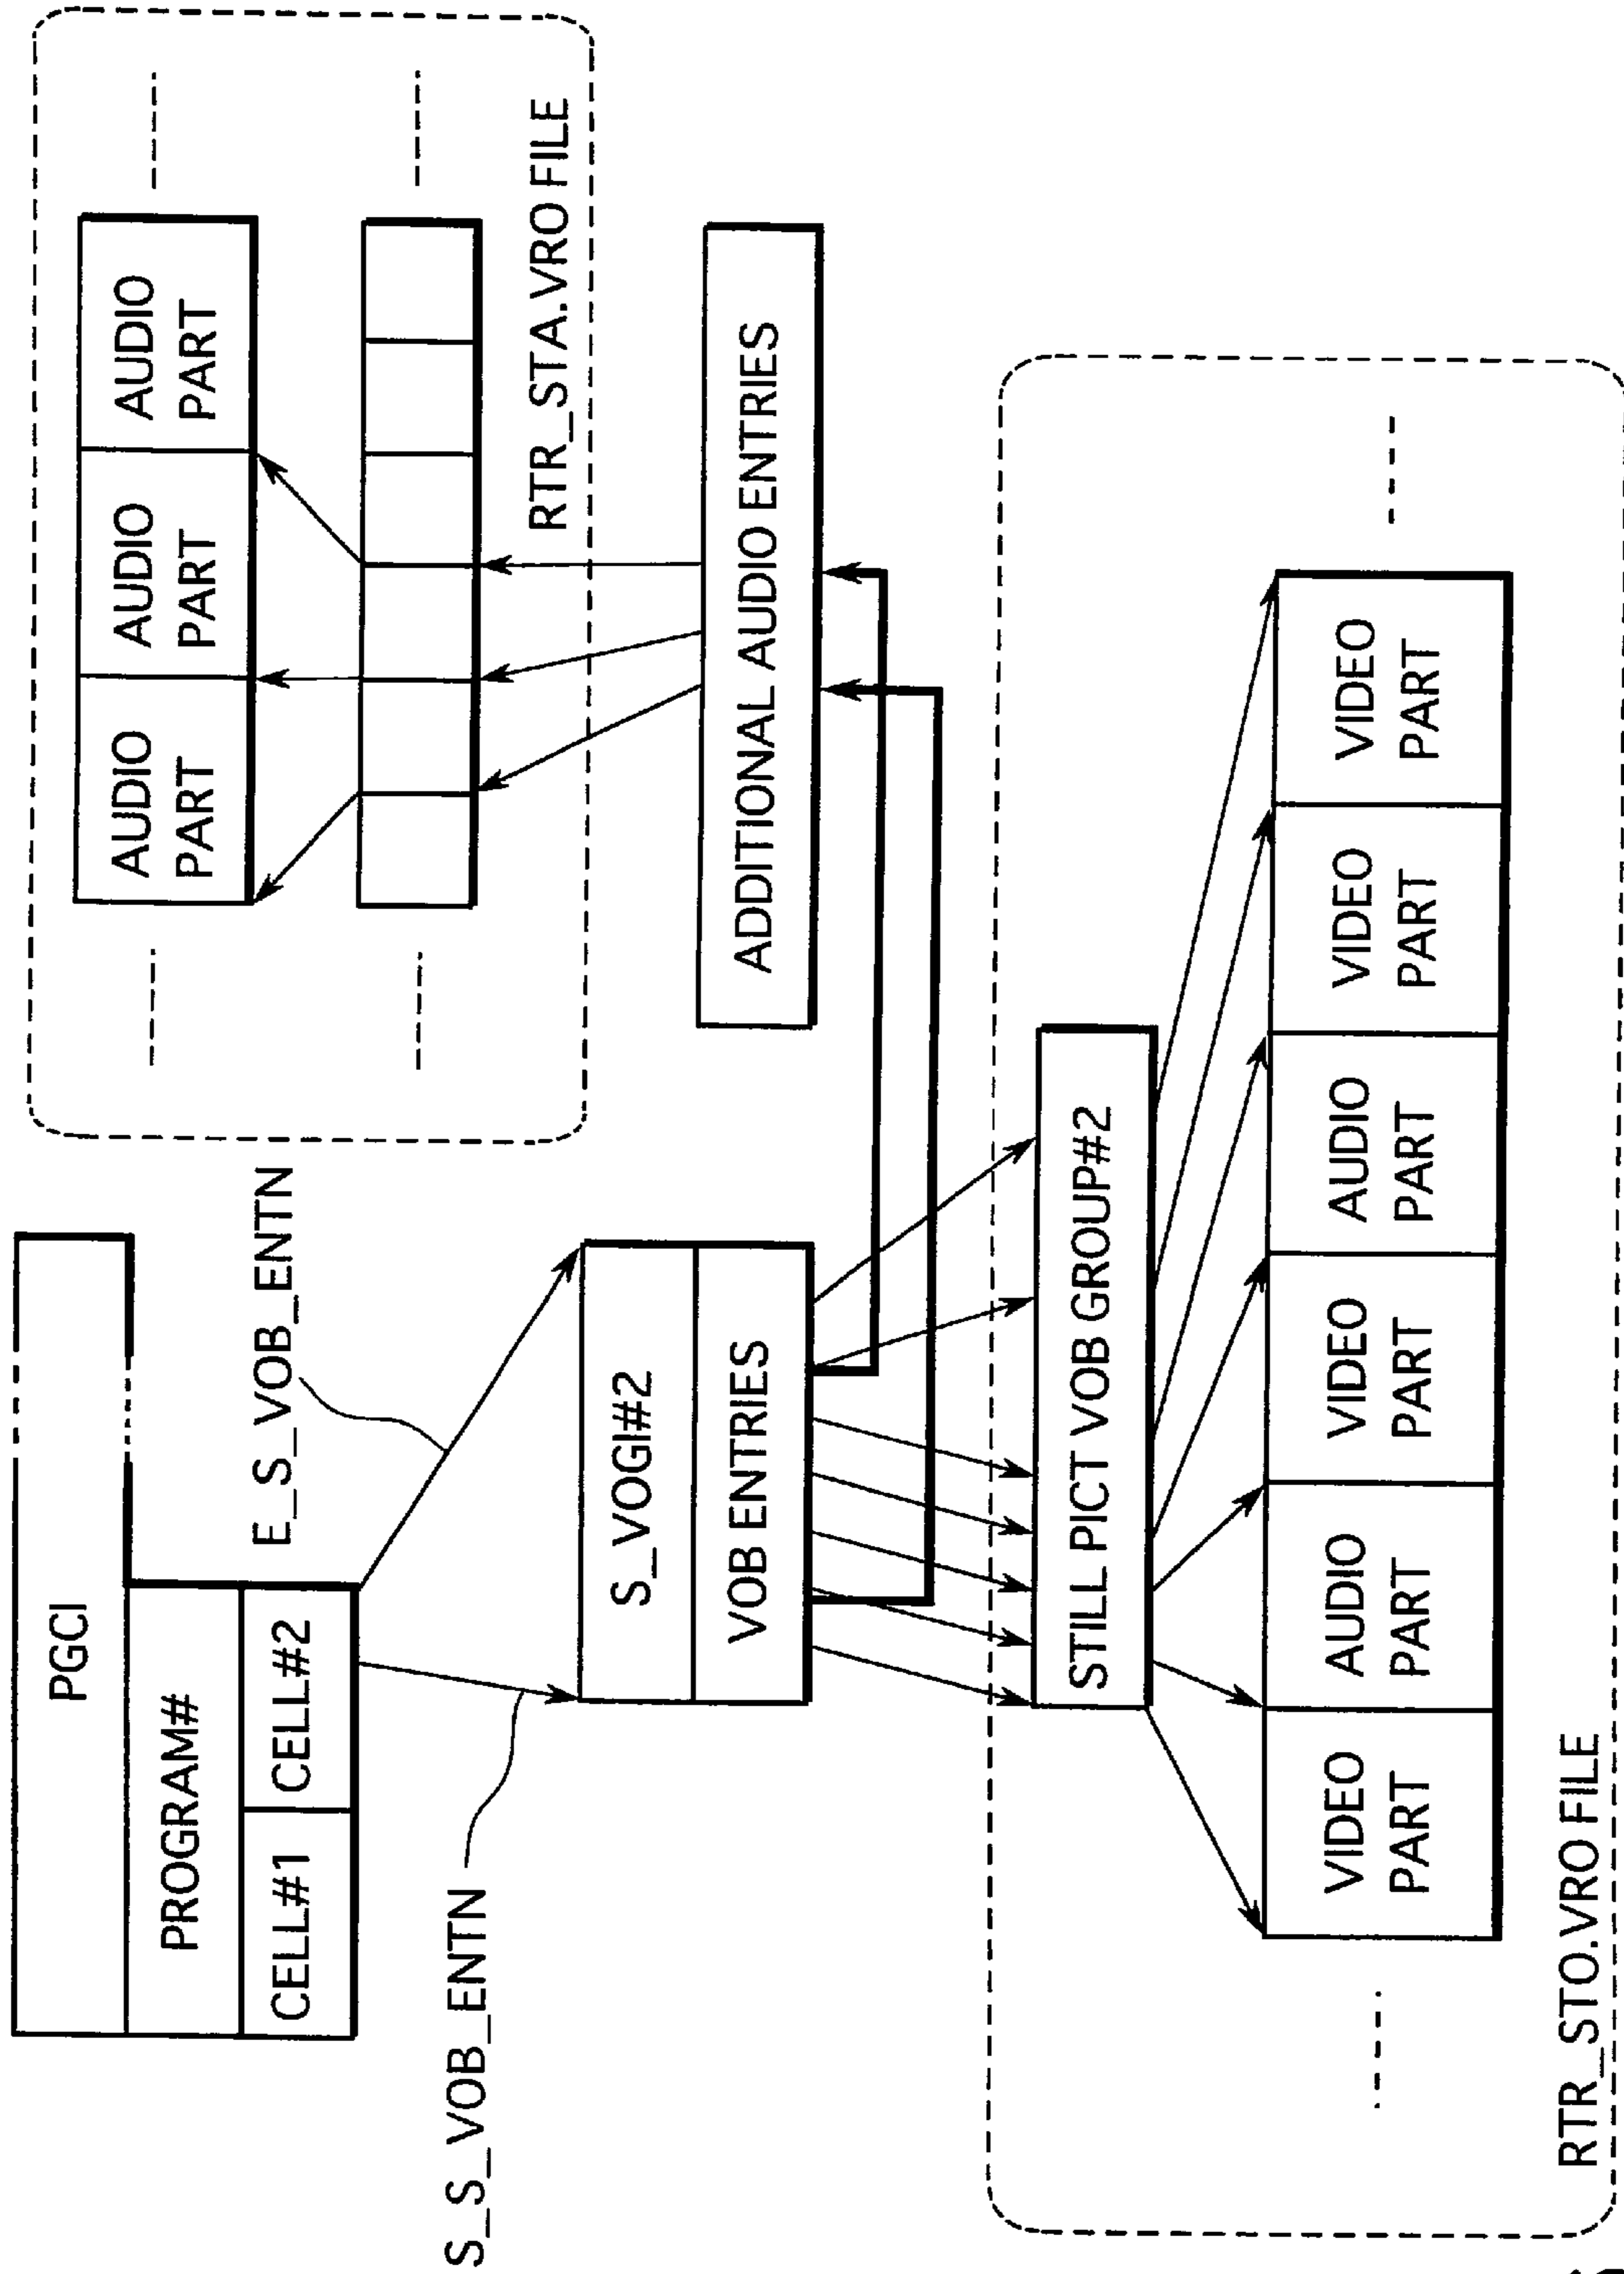 PGCI
PROGRAM#
CELL#1
CELL#2
E_S_VOB_ENTN
S_S_VOB_ENTN
S_VOGI#2
VOB ENTRIES
AUDIO
PART
AUDIO
PART
AUDIO
PART
RTR_STA.VRO FILE
ADDITIONAL AUDIO ENTRIES
STILL PICT VOB GROUP#2
VIDEO
PART
AUDIO
PART
VIDEO
PART
AUDIO
PART
VIDEO
PART
VIDEO
PART
RTR_STO.VRO FILE